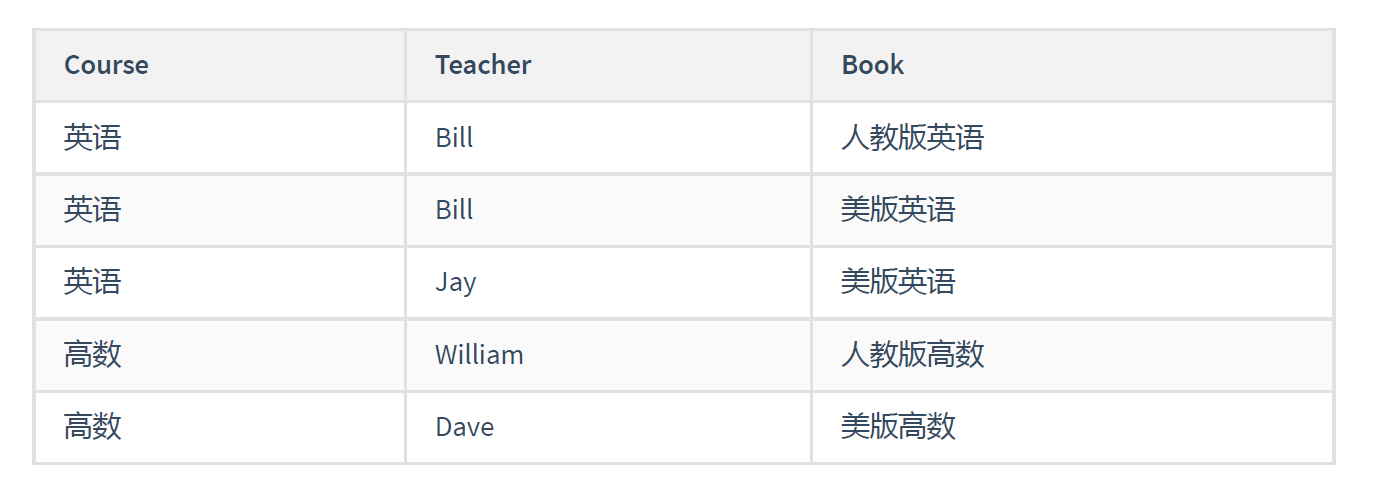 Course Teacher Book
英语 Bill 人教版英语
英语 Bill 美版英语
英语 Jay 美版英语
高数 William 人教版高数
高数 Dave 美版高数